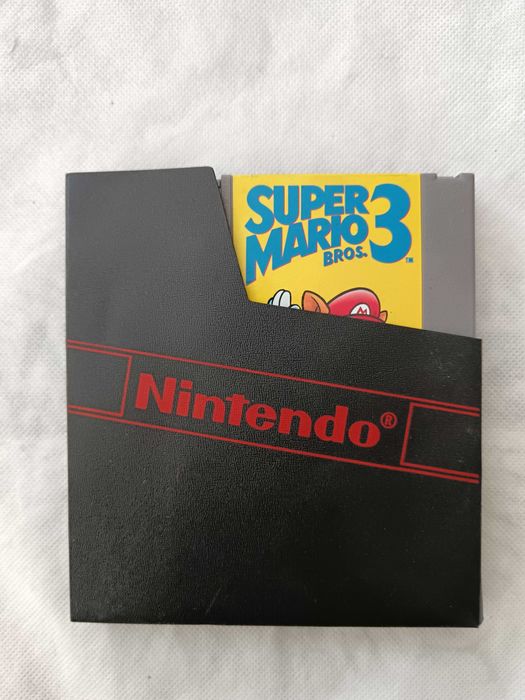 SUPER
MARIO 3
BROS. ™
M
Nintendo®